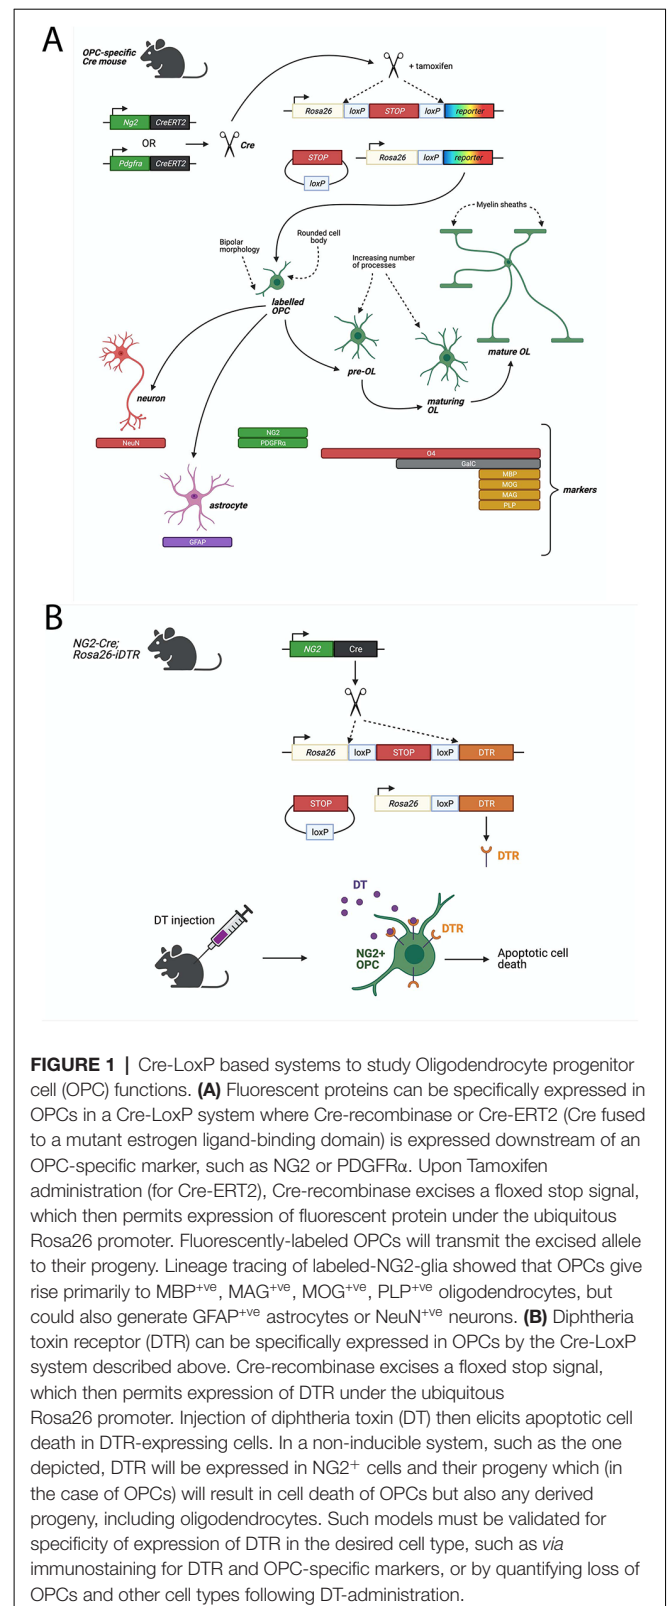 A
OPC-specific
Cre mouse
+ tamoxifen
Ng2 CreERT2
OR
Pdgfra CreERT2
Cre
Rosa26 loxP STOP loxP reporter
STOP
loxP
Rosa26 loxP reporter
Myelin sheaths
Bipolar
morphology
Rounded cell
body
Increasing number
of processes
labelled
OPC
pre-OL
maturing
OL
mature OL
neuron
NeuN
NG2
PDGFRα
O4
GalC
MBP
MOG
MAG
PLP
markers
astrocyte
GFAP
B
NG2-Cre;
Rosa26-iDTR
NG2 Cre
Rosa26 loxP STOP loxP DTR
STOP
loxP
Rosa26 loxP DTR
DTR
DT injection
DT
DTR
NG2+
OPC
Apoptotic cell
death
FIGURE 1 | Cre-LoxP based systems to study Oligodendrocyte progenitor
cell (OPC) functions. (A) Fluorescent proteins can be specifically expressed in
OPCs in a Cre-LoxP system where Cre-recombinase or Cre-ERT2 (Cre fused
to a mutant estrogen ligand-binding domain) is expressed downstream of an
OPC-specific marker, such as NG2 or PDGFRα. Upon Tamoxifen
administration (for Cre-ERT2), Cre-recombinase excises a floxed stop signal,
which then permits expression of fluorescent protein under the ubiquitous
Rosa26 promoter. Fluorescently-labeled OPCs will transmit the excised allele
to their progeny. Lineage tracing of labeled-NG2-glia showed that OPCs give
rise primarily to MBP+ve, MAG+ve, MOG+ve, PLP+ve oligodendrocytes, but
could also generate GFAP+ve astrocytes or NeuN+ve neurons. (B) Diphtheria
toxin receptor (DTR) can be specifically expressed in OPCs by the Cre-LoxP
system described above. Cre-recombinase excises a floxed stop signal,
which then permits expression of DTR under the ubiquitous
Rosa26 promoter. Injection of diphtheria toxin (DT) then elicits apoptotic cell
death in DTR-expressing cells. In a non-inducible system, such as the one
depicted, DTR will be expressed in NG2+ cells and their progeny which (in
the case of OPCs) will result in cell death of OPCs but also any derived
progeny, including oligodendrocytes. Such models must be validated for
specificity of expression of DTR in the desired cell type, such as via
immunostaining for DTR and OPC-specific markers, or by quantifying loss of
OPCs and other cell types following DT-administration.